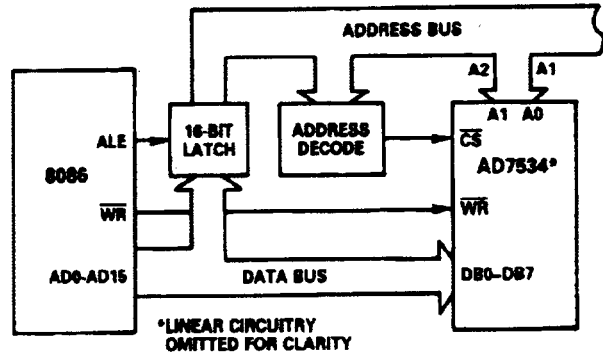 ADDRESS BUS
A2
A1
ALE
16-BIT
LATCH
ADDRESS
DECODE
A1 A0
CS
8086
AD7534*
WR
WR
AD0-AD15
DATA BUS
DB0–DB7
*LINEAR CIRCUITRY
OMITTED FOR CLARITY